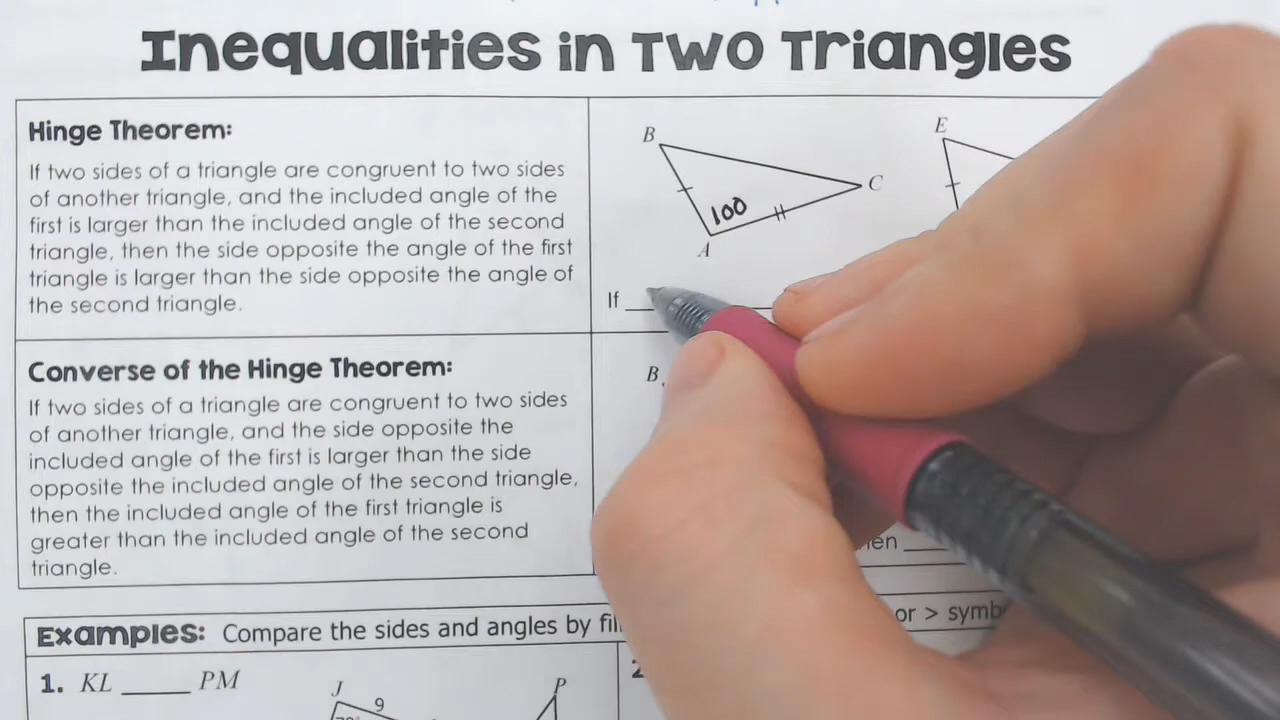 Inequalities in Two Triangles
Hinge Theorem:
If two sides of a triangle are congruent to two sides
of another triangle, and the included angle of the
first is larger than the included angle of the second
triangle, then the side opposite the angle of the first
triangle is larger than the side opposite the angle of
the second triangle.
B
C
100
A
E
If ___
Converse of the Hinge Theorem:
If two sides of a triangle are congruent to two sides
of another triangle, and the side opposite the
included angle of the first is larger than the side
opposite the included angle of the second triangle,
then the included angle of the first triangle is
greater than the included angle of the second
triangle.
B
Examples: Compare the sides and angles by
or >
1. KL _____ PM
J
9
P
2